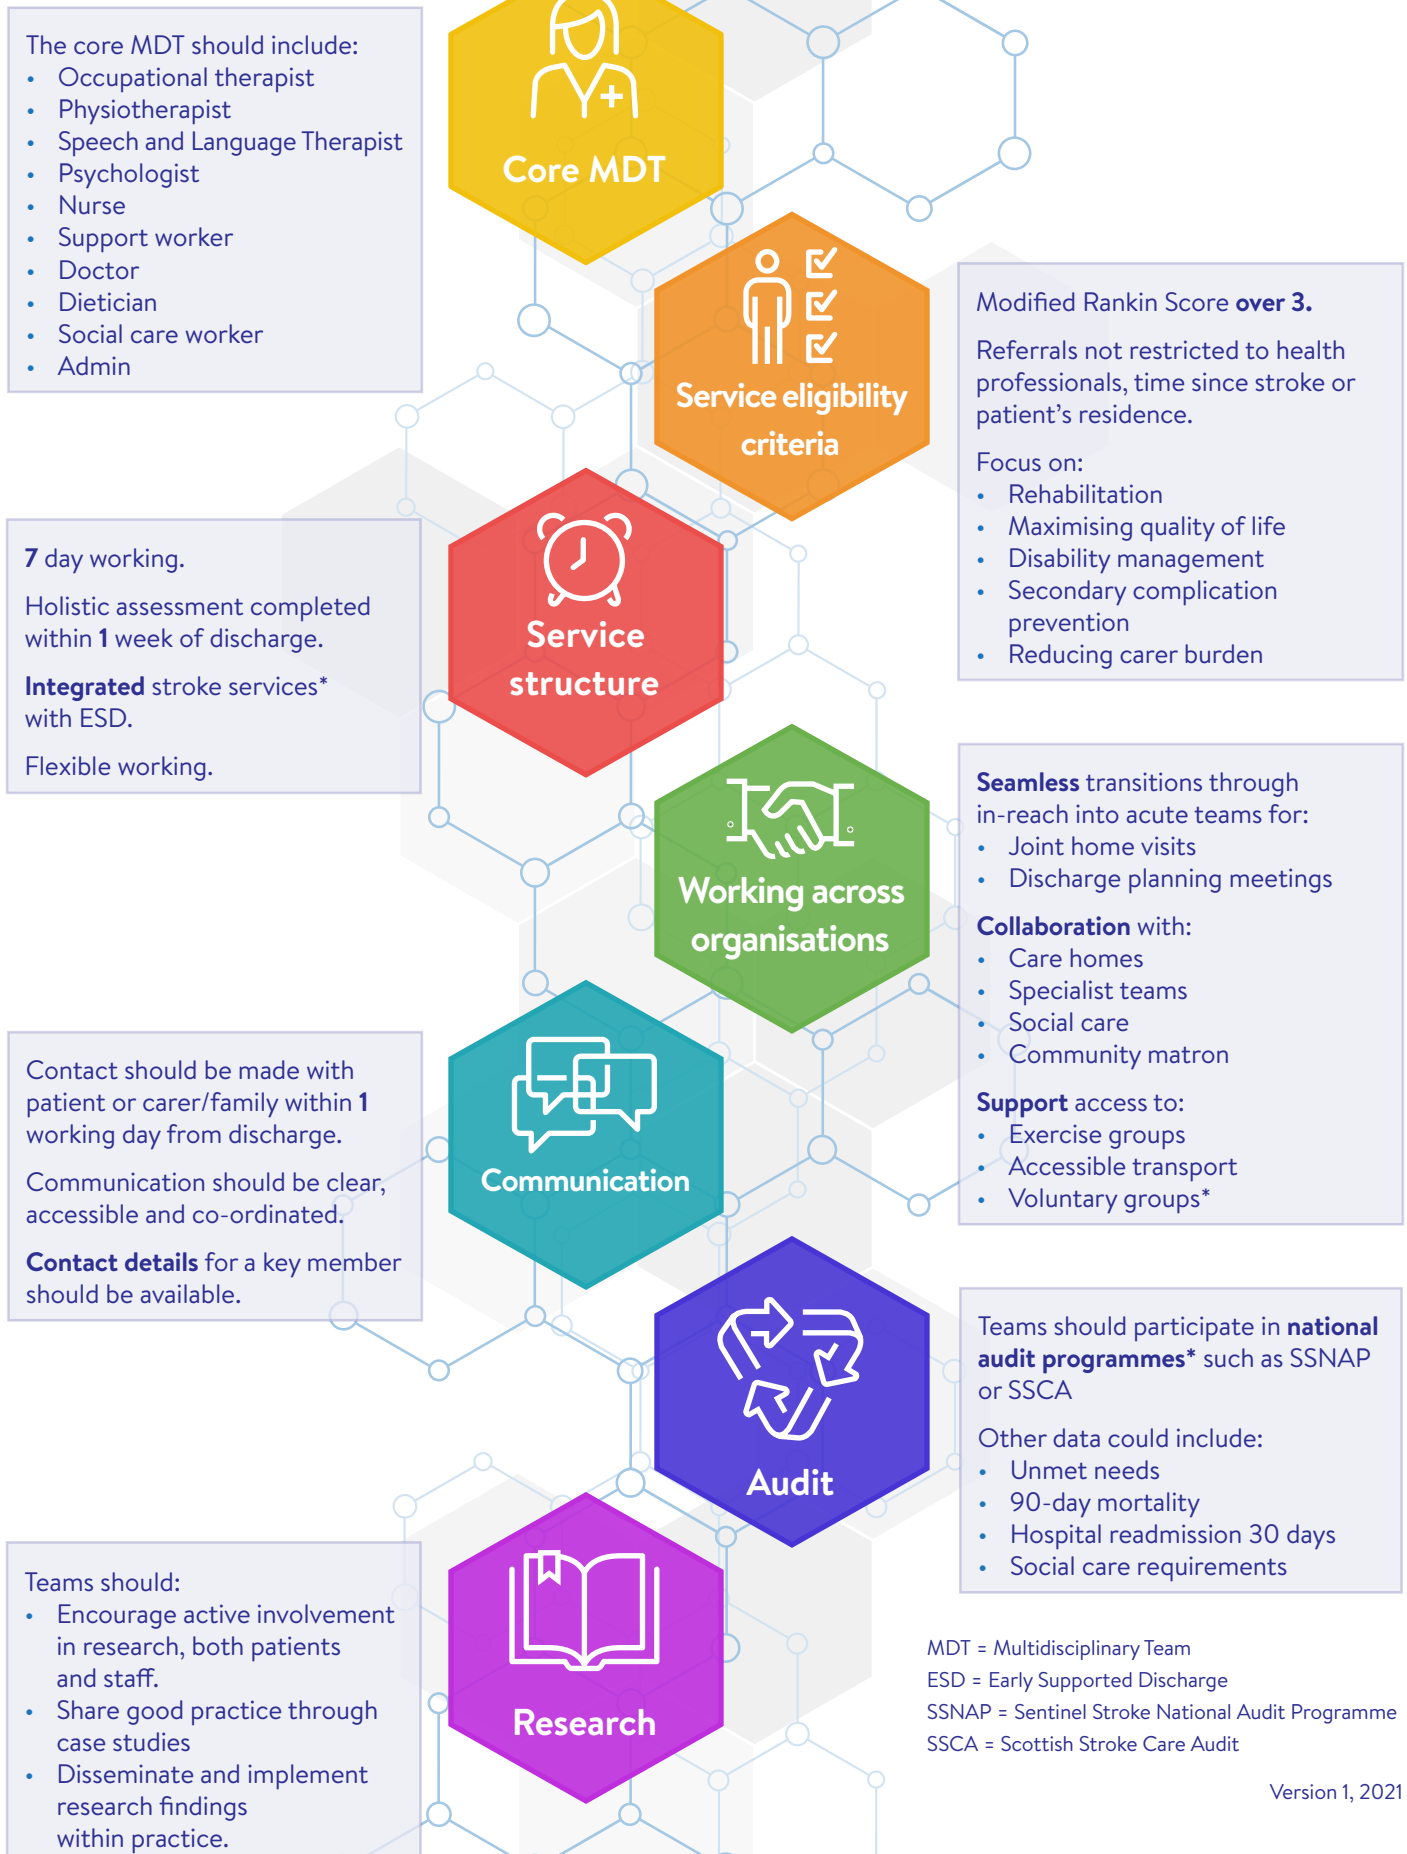 The core MDT should include:
• Occupational therapist
• Physiotherapist
• Speech and Language Therapist
• Psychologist
• Nurse
• Support worker
• Doctor
• Dietician
• Social care worker
• Admin
Core MDT
Service eligibility
criteria
Modified Rankin Score over 3.
Referrals not restricted to health
professionals, time since stroke or
patient's residence.
Focus on:
• Rehabilitation
• Maximising quality of life
• Disability management
• Secondary complication
prevention
• Reducing carer burden
7 day working.
Holistic assessment completed
within 1 week of discharge.
Integrated stroke services*
with ESD.
Flexible working.
Service
structure
Working across
organisations
Seamless transitions through
in-reach into acute teams for:
• Joint home visits
• Discharge planning meetings
Collaboration with:
• Care homes
• Specialist teams
• Social care
• Community matron
Support access to:
• Exercise groups
• Accessible transport
• Voluntary groups*
Contact should be made with
patient or carer/family within 1
working day from discharge.
Communication should be clear,
accessible and co-ordinated.
Contact details for a key member
should be available.
Communication
Audit
Teams should participate in national
audit programmes* such as SSNAP
or SSCA
Other data could include:
• Unmet needs
• 90-day mortality
• Hospital readmission 30 days
• Social care requirements
Teams should:
• Encourage active involvement
in research, both patients
and staff.
• Share good practice through
case studies
• Disseminate and implement
research findings
within practice.
Research
MDT = Multidisciplinary Team
ESD = Early Supported Discharge
SSNAP = Sentinel Stroke National Audit Programme
SSCA = Scottish Stroke Care Audit
Version 1, 2021